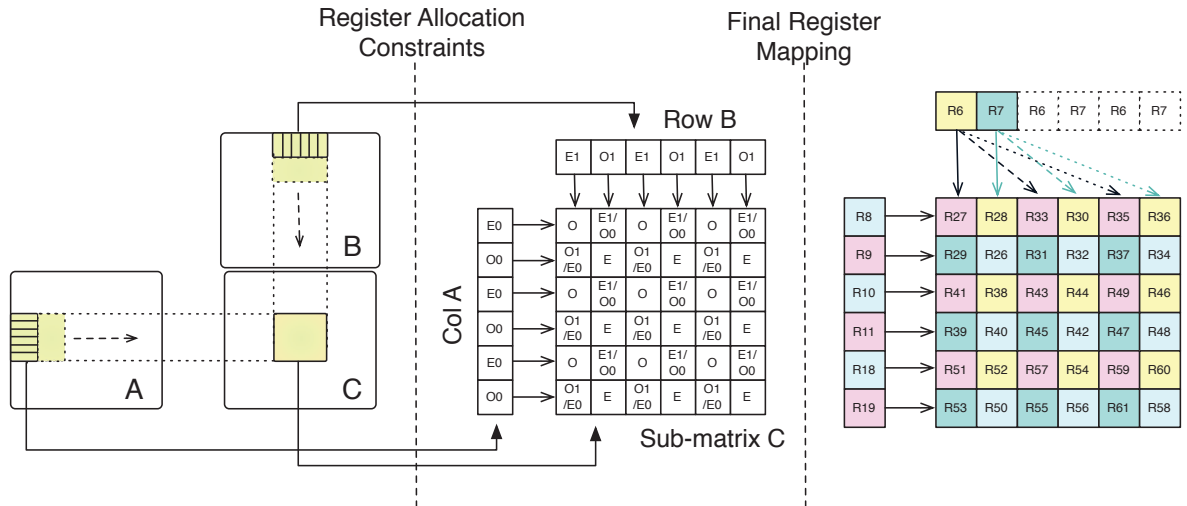 Register Allocation
Constraints
Final Register
Mapping
B
A
C
Row B
E1 O1 E1 O1 E1 O1
Col A
E0
O0
E0
O0
E0
O0
O E1/ O E1/ O E1/
O0 O0 O0
O1 E O1 E O1 E
/E0 /E0 /E0
O E1/ O E1/ O E1/
O0 O0 O0
O1 E O1 E O1 E
/E0 /E0 /E0
O E1/ O E1/ O E1/
O0 O0 O0
O1 E O1 E O1 E
/E0 /E0 /E0
Sub-matrix C
R6 R7 R6 R7 R6 R7
R8 R27 R28 R33 R30 R35 R36
R9 R29 R26 R31 R32 R37 R34
R10 R41 R38 R43 R44 R49 R46
R11 R39 R40 R45 R42 R47 R48
R18 R51 R52 R57 R54 R59 R60
R19 R53 R50 R55 R56 R61 R58